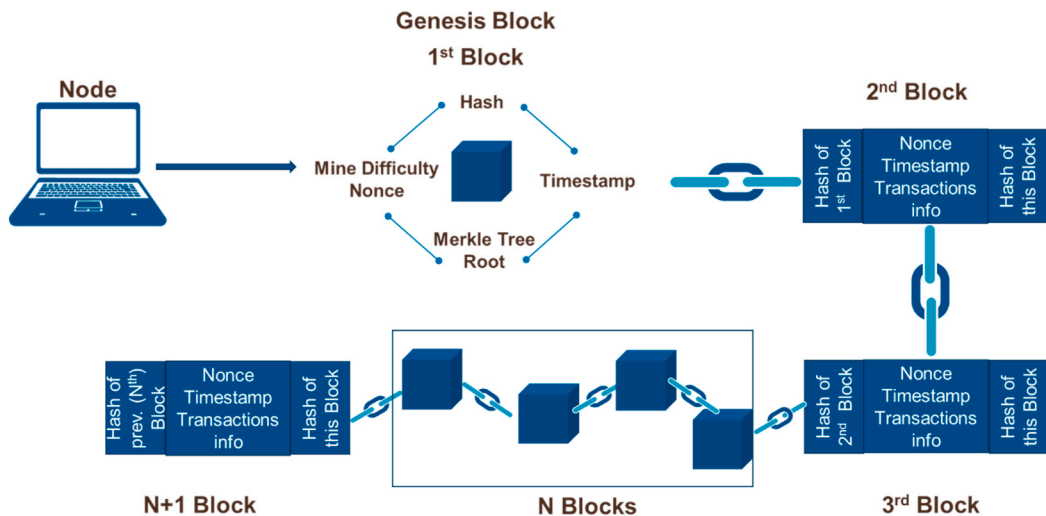 Genesis Block
1st Block
Node
Hash
Mine Difficulty
Nonce
Timestamp
Merkle Tree
Root
2nd Block
Hash of
1st Block
Nonce
Timestamp
Transactions
info
Hash of
this Block
Hash of
2nd Block
Nonce
Timestamp
Transactions
info
Hash of
this Block
3rd Block
N Blocks
Hash of
prev. (Nth)
Block
Nonce
Timestamp
Transactions
info
Hash of
this Block
N+1 Block